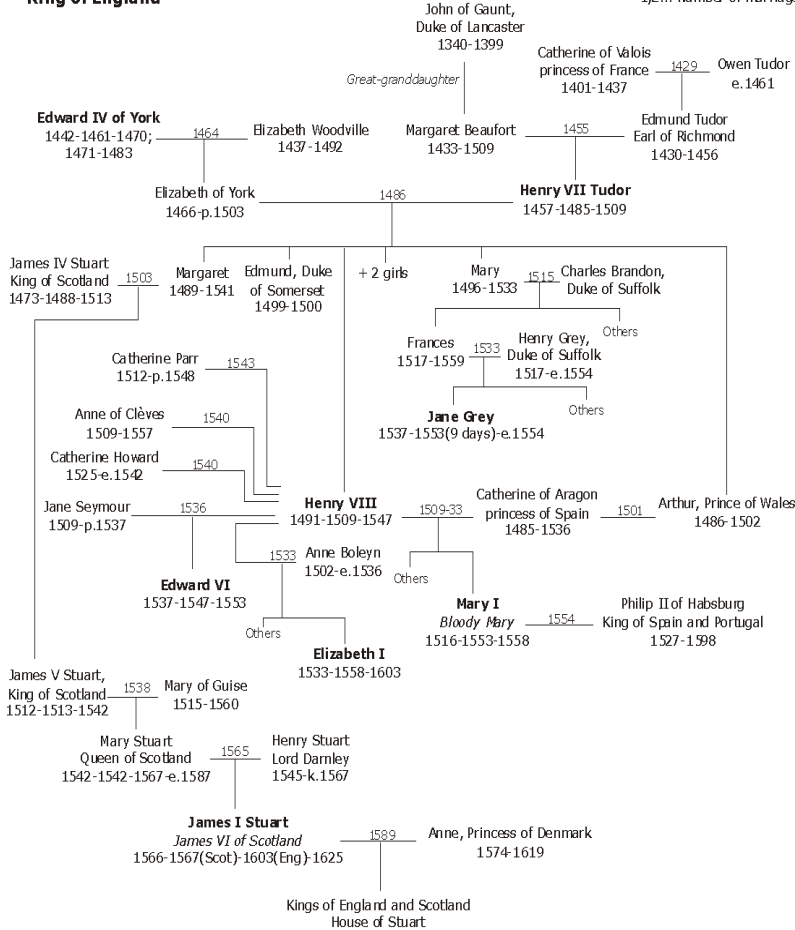 King of England
John of Gaunt,
Duke of Lancaster
1340-1399
Great-granddaughter
Catherine of Valois
princess of France
1401-1437
1429
Owen Tudor
e.1461
Edward IV of York
1442-1461-1470;
1471-1483
1464
Elizabeth Woodville
1437-1492
Margaret Beaufort
1433-1509
1455
Edmund Tudor
Earl of Richmond
1430-1456
Elizabeth of York
1466-p.1503
1486
Henry VII Tudor
1457-1485-1509
James IV Stuart
King of Scotland
1473-1488-1513
1503
Margaret
1489-1541
Edmund, Duke
of Somerset
1499-1500
+ 2 girls
Mary
1496-1533
1515
Charles Brandon,
Duke of Suffolk
Others
Frances
1517-1559
1533
Henry Grey,
Duke of Suffolk
1517-e.1554
Others
Jane Grey
1537-1553(9 days)-e.1554
Catherine Parr
1512-p.1548
1543
Anne of Clèves
1509-1557
1540
Catherine Howard
1525-e.1542
1540
Jane Seymour
1509-p.1537
1536
Henry VIII
1491-1509-1547
1509-33
Catherine of Aragon
princess of Spain
1485-1536
1501
Arthur, Prince of Wales
1486-1502
Edward VI
1537-1547-1553
1533
Anne Boleyn
1502-e.1536
Others
Others
Elizabeth I
1533-1558-1603
Mary I
Bloody Mary
1516-1553-1558
1554
Philip II of Habsburg
King of Spain and Portugal
1527-1598
James V Stuart,
King of Scotland
1512-1513-1542
1538
Mary of Guise
1515-1560
Mary Stuart
Queen of Scotland
1542-1542-1567-e.1587
1565
Henry Stuart
Lord Darnley
1545-k.1567
James I Stuart
James VI of Scotland
1566-1567(Scot)-1603(Eng)-1625
1589
Anne, Princess of Denmark
1574-1619
Kings of England and Scotland
House of Stuart